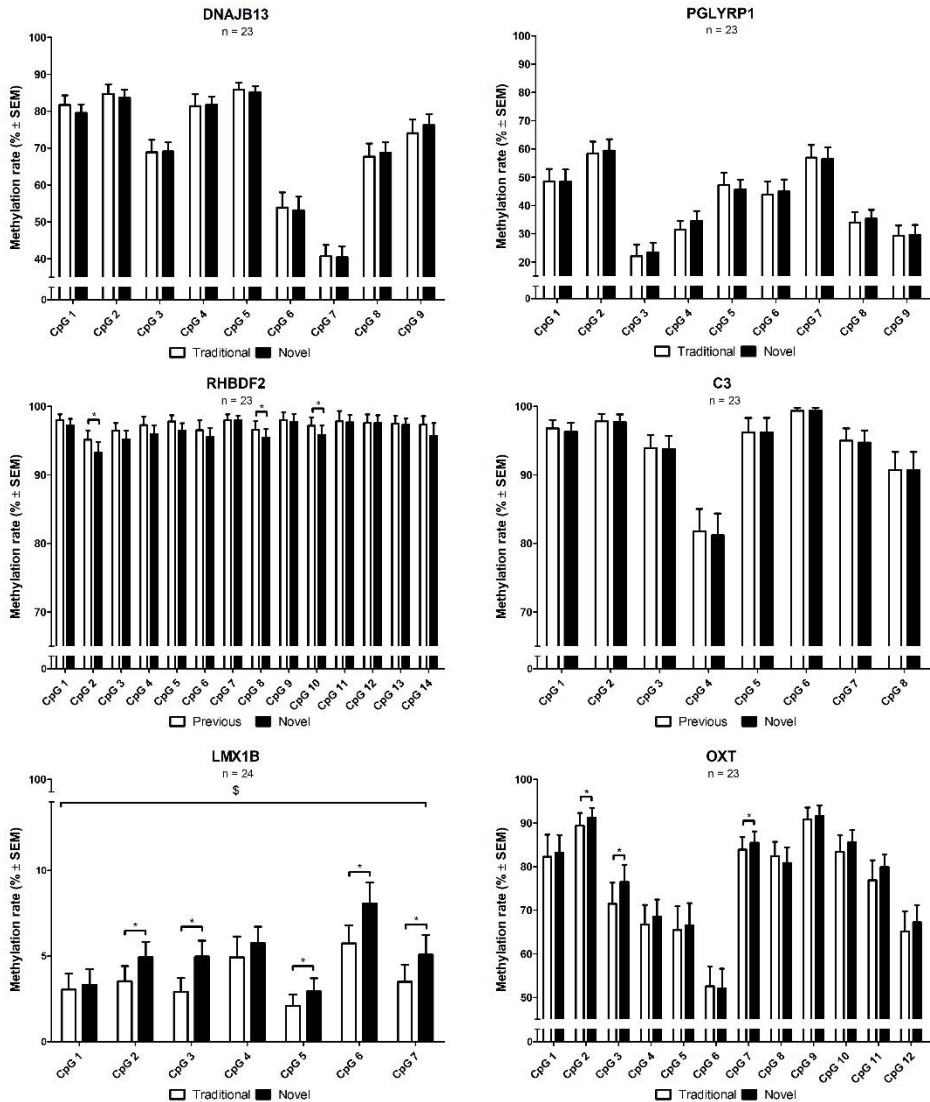 DNAJB13
n = 23
Methylation rate (% ± SEM)
100
90
80
70
60
50
40
0
CpG 1
CpG 2
CpG 3
CpG 4
CpG 5
CpG 6
CpG 7
CpG 8
CpG 9
Traditional Novel
PGLYRP1
n = 23
Methylation rate (% ± SEM)
100
90
80
70
60
50
40
30
20
0
CpG 1
CpG 2
CpG 3
CpG 4
CpG 5
CpG 6
CpG 7
CpG 8
CpG 9
Traditional Novel
RHBDF2
n = 23
Methylation rate (% ± SEM)
100
90
80
70
0
* * *
CpG 1
CpG 2
CpG 3
CpG 4
CpG 5
CpG 6
CpG 7
CpG 8
CpG 9
CpG 10
CpG 11
CpG 12
CpG 13
CpG 14
Previous Novel
C3
n = 23
Methylation rate (% ± SEM)
100
90
80
70
0
CpG 1
CpG 2
CpG 3
CpG 4
CpG 5
CpG 6
CpG 7
CpG 8
Previous Novel
LMX1B
n = 24
$
Methylation rate (% ± SEM)
100
10
5
0
* * * * *
CpG 1
CpG 2
CpG 3
CpG 4
CpG 5
CpG 6
CpG 7
Traditional Novel
OXT
n = 23
Methylation rate (% ± SEM)
100
90
80
70
60
50
0
* * *
CpG 1
CpG 2
CpG 3
CpG 4
CpG 5
CpG 6
CpG 7
CpG 8
CpG 9
CpG 10
CpG 11
CpG 12
Traditional Novel